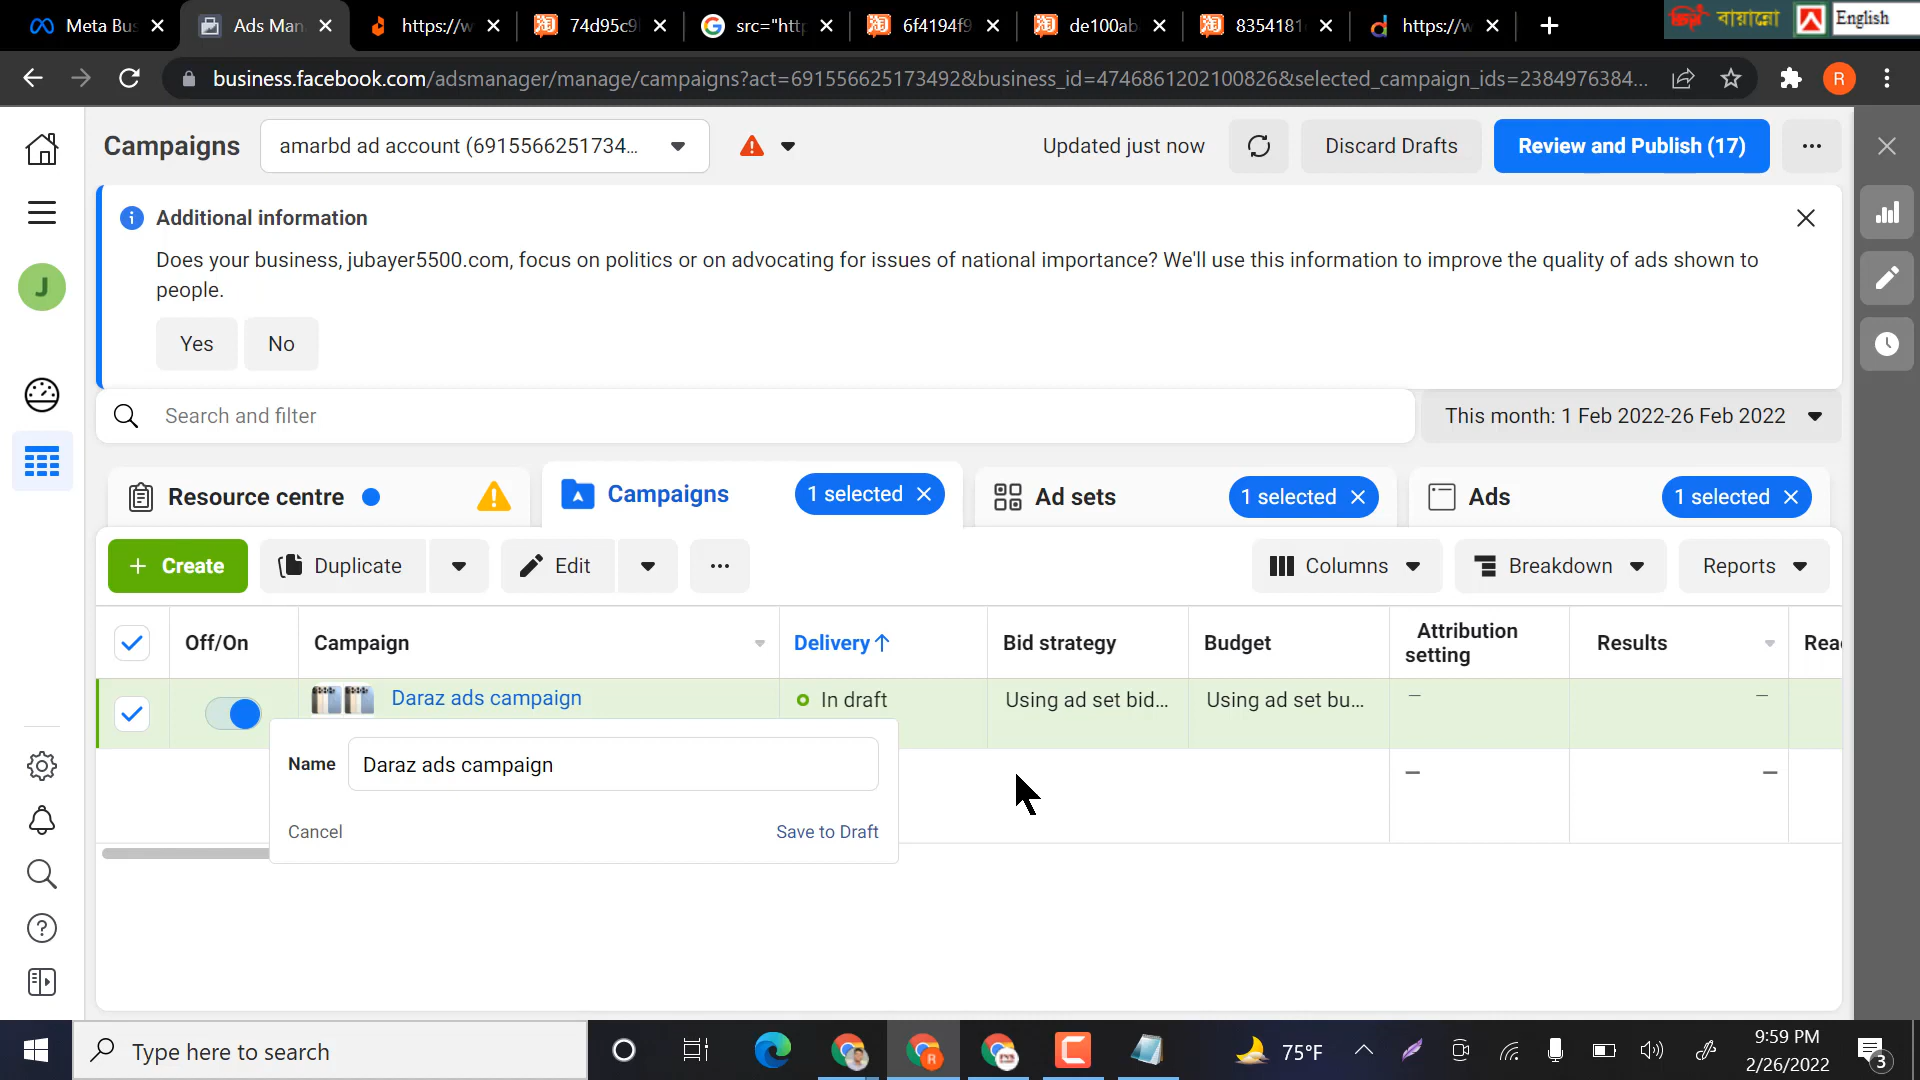 Meta Bus
Ads Man
https://w
74d95c9
src="http
6f4194f9
de100ab
8354181
https://w
বায়ান্নো
English
business.facebook.com/adsmanager/manage/campaigns?act=691556625173492&business_id=4746861202100826&selected_campaign_ids=2384976384...
R
Campaigns
amarbd ad account (6915566251734...
Updated just now
Discard Drafts
Review and Publish (17)
Additional information
Does your business, jubayer5500.com, focus on politics or on advocating for issues of national importance? We'll use this information to improve the quality of ads shown to
people.
Yes
No
J
Search and filter
This month: 1 Feb 2022-26 Feb 2022
Resource centre
Campaigns
1 selected
Ad sets
1 selected
Ads
1 selected
+ Create
Duplicate
Edit
Columns
Breakdown
Reports
Off/On
Campaign
Delivery↑
Bid strategy
Budget
Attribution
setting
Results
Rea
Daraz ads campaign
In draft
Using ad set bid...
Using ad set bu...
—
—
Name
Daraz ads campaign
—
—
Cancel
Save to Draft
Type here to search
R
75°F
9:59 PM
2/26/2022
3